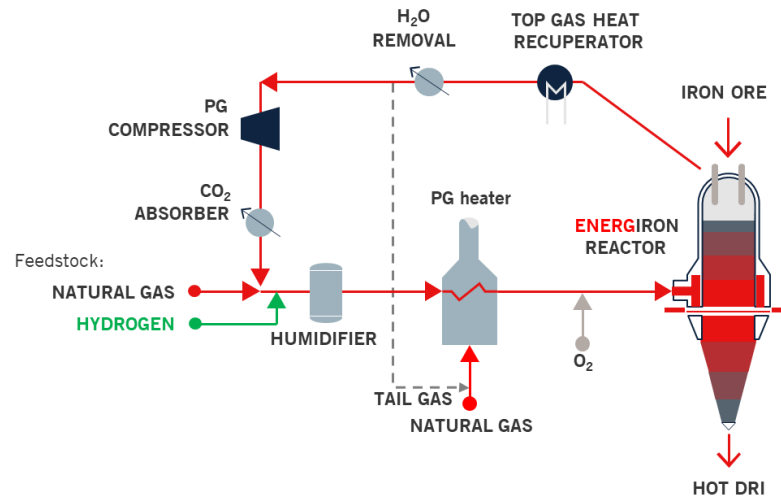 H₂O
REMOVAL
TOP GAS HEAT
RECUPERATOR
IRON ORE
PG
COMPRESSOR
CO₂
ABSORBER
PG heater
ENERGIRON
REACTOR
Feedstock:
NATURAL GAS
HYDROGEN
HUMIDIFIER
O₂
TAIL GAS
NATURAL GAS
HOT DRI